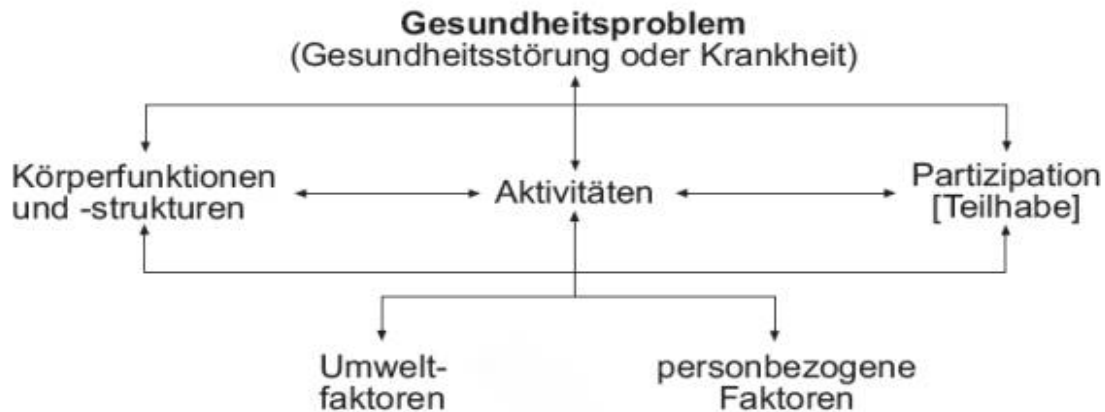 Gesundheitsproblem
(Gesundheitsstörung oder Krankheit)
Körperfunktionen
und -strukturen
Aktivitäten
Partizipation
[Teilhabe]
Umwelt-
faktoren
personbezogene
Faktoren